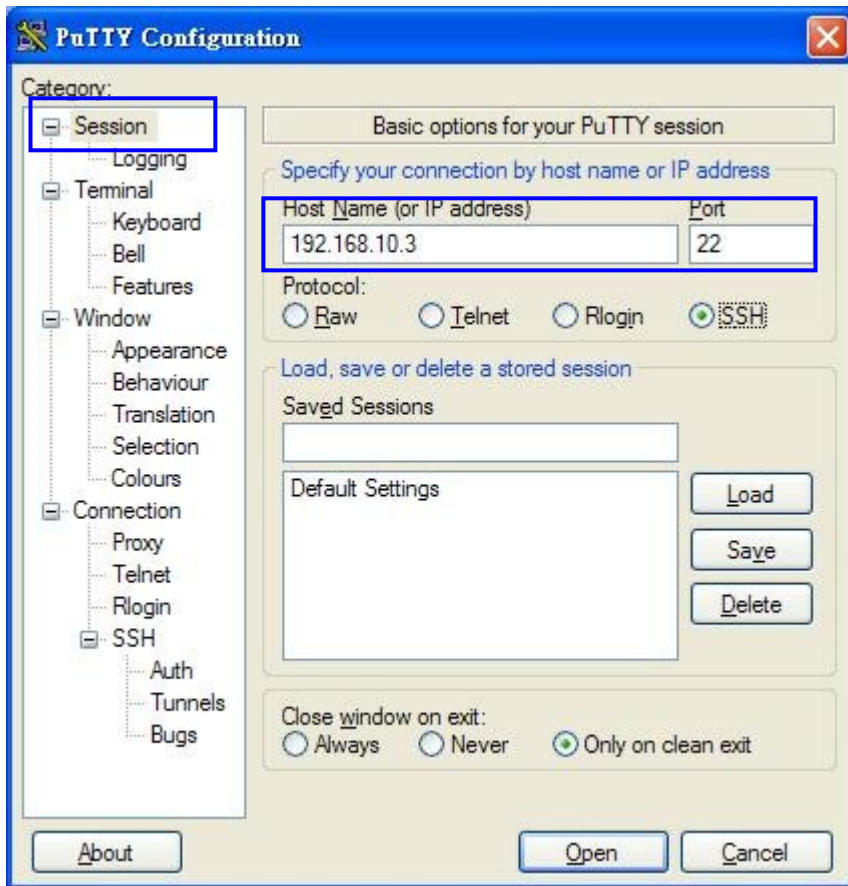 PuTTY Configuration
Category:
Session
Logging
Terminal
Keyboard
Bell
Features
Window
Appearance
Behaviour
Translation
Selection
Colours
Connection
Proxy
Telnet
Rlogin
SSH
Auth
Tunnels
Bugs
Basic options for your PuTTY session
Specify your connection by host name or IP address
Host Name (or IP address) Port
192.168.10.3 22
Protocol:
Raw Telnet Rlogin SSH
Load, save or delete a stored session
Saved Sessions
Default Settings
Load
Save
Delete
Close window on exit:
Always Never Only on clean exit
About Open Cancel